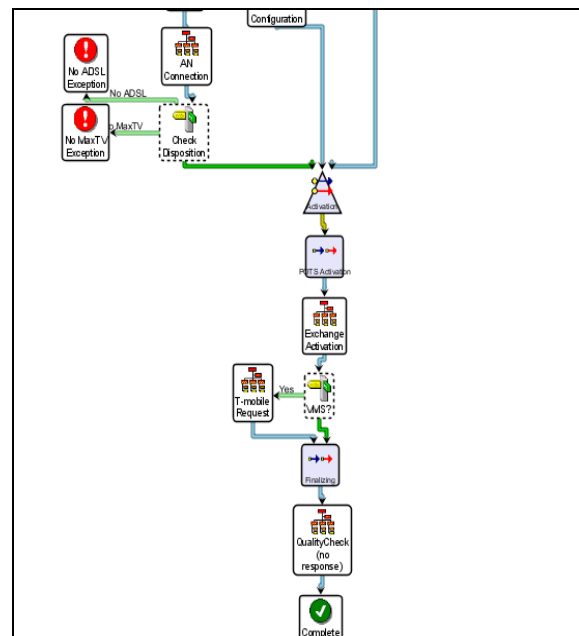 Configuration
AN
Connection
No ADSL
Exception
No ADSL
No MaxTV
Exception
o MaxTV
Check
Disposition
Activation
POTS Activation
Exchange
Activation
Yes
T-mobile
Request
VMS?
Finalizing
QualityCheck
(no
response)
Complete